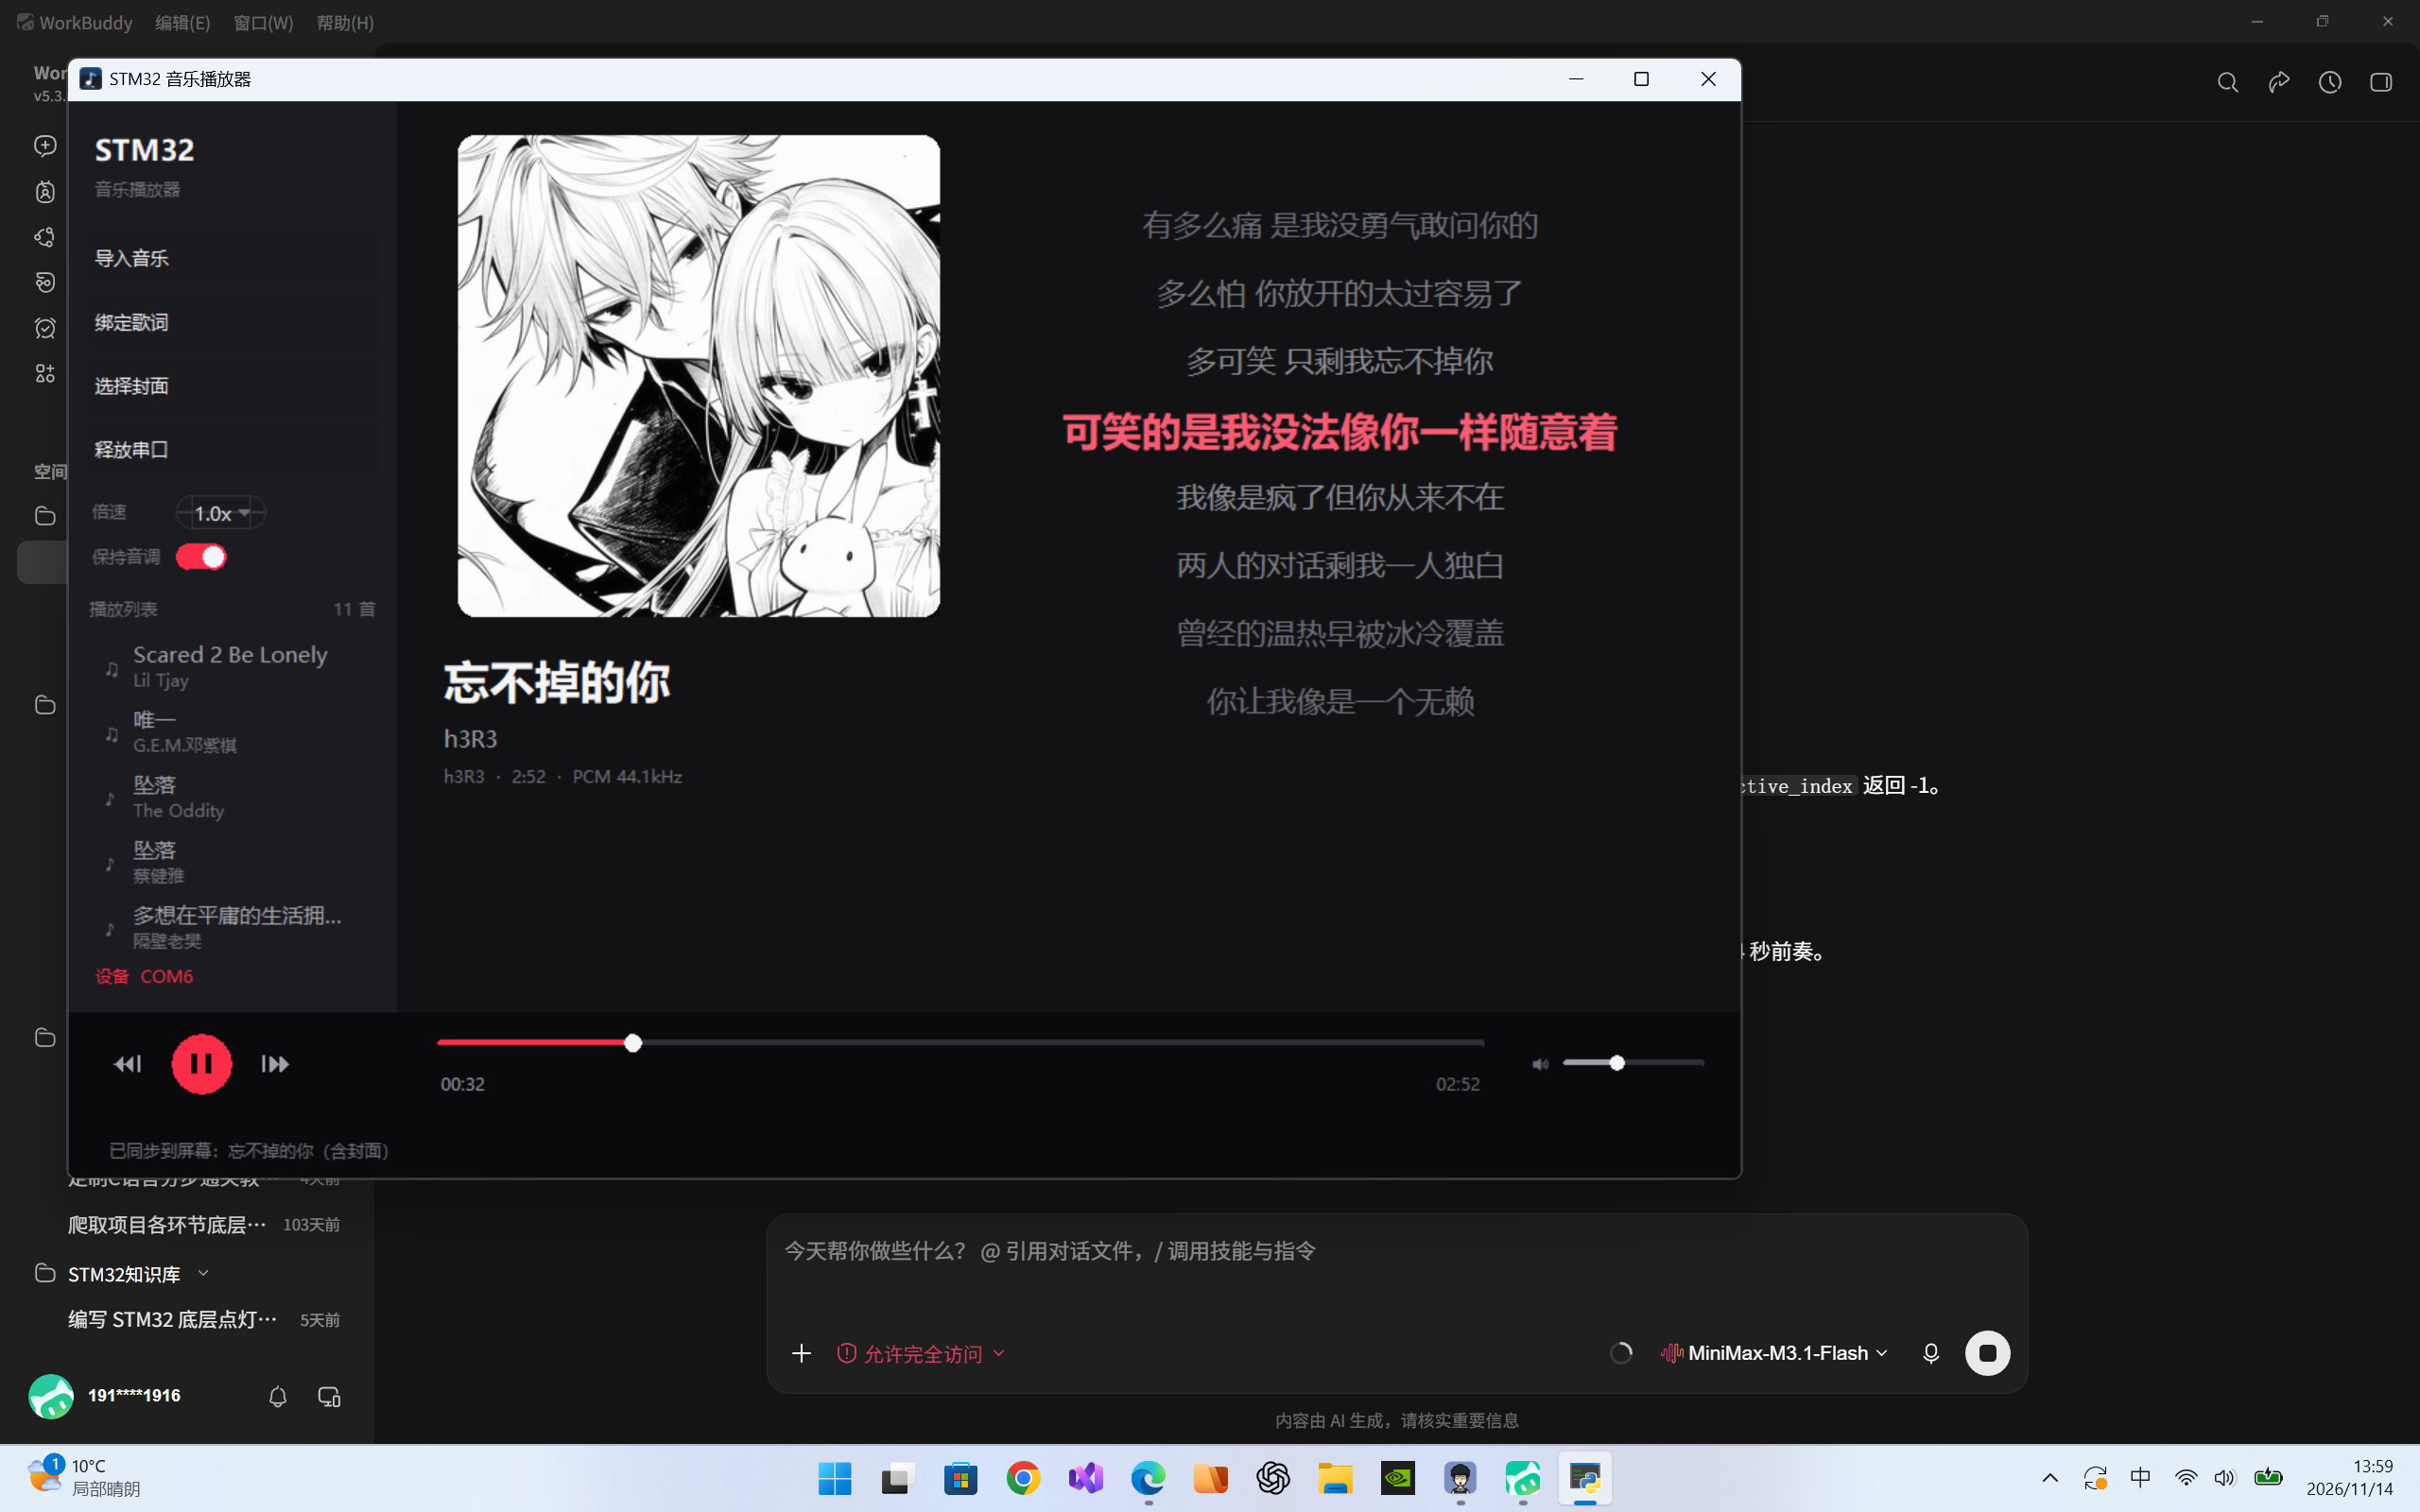 WorkBuddy 编辑(E) 窗口(W) 帮助(H)
Wor
v5.3.
STM32 音乐播放器
STM32
音乐播放器
导入音乐
绑定歌词
选择封面
释放串口
倍速 1.0x
保持音调
播放列表 11 首
Scared 2 Be Lonely
Lil Tjay
唯一
G.E.M.邓紫棋
坠落
The Oddity
坠落
蔡健雅
多想在平庸的生活拥...
隔壁老樊
设备 COM6
空间
忘不掉的你
h3R3
h3R3 · 2:52 · PCM 44.1kHz
有多么痛 是我没勇气敢问你的
多么怕 你放开的太过容易了
多可笑 只剩我忘不掉你
可笑的是我没法像你一样随意着
我像是疯了但你从来不在
两人的对话剩我一人独白
曾经的温热早被冰冷覆盖
你让我像是一个无赖
00:32
02:52
已同步到屏幕：忘不掉的你（含封面）
ctive_index 返回 -1。
秒前奏。
4天前
爬取项目各环节底层… 103天前
STM32知识库
编写 STM32 底层点灯… 5天前
191****1916
今天帮你做些什么？ @ 引用对话文件，/ 调用技能与指令
允许完全访问
MiniMax-M3.1-Flash
内容由 AI 生成，请核实重要信息
1
10°C
局部晴朗
中
13:59
2026/11/14